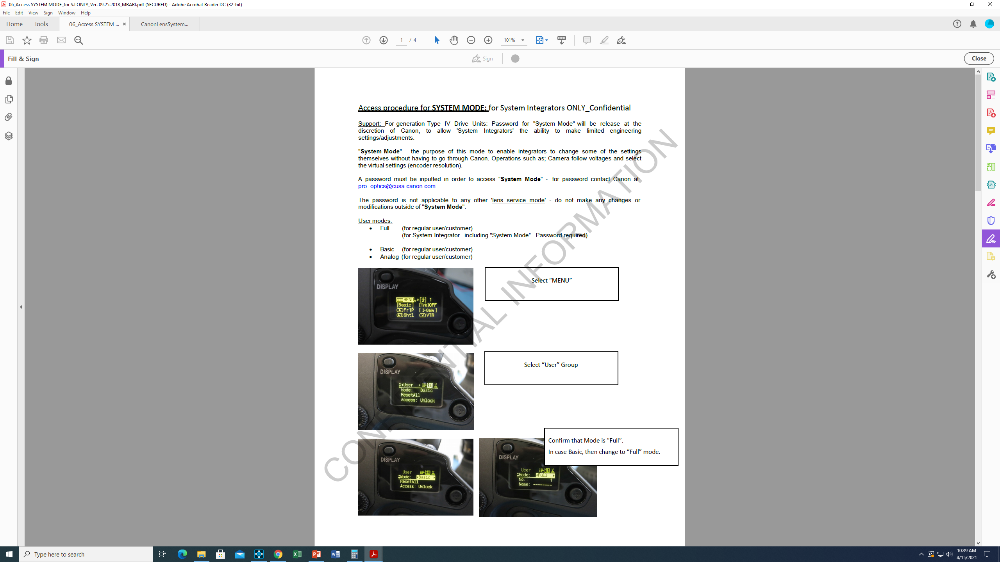 06_Access SYSTEM MODE_for S.I ONLY_Ver. 09.25.2018_MBARI.pdf (SECURED) - Adobe Acrobat Reader DC (32-bit)
File Edit View Sign Window Help
Home Tools 06_Access SYSTEM ... × CanonLensSystem...
1 / 4 101%
Fill & Sign Sign Close
Access procedure for SYSTEM MODE: for System Integrators ONLY_Confidential
Support: For generation Type IV Drive Units: Password for "System Mode" will be release at the
discretion of Canon, to allow 'System Integrators' the ability to make limited engineering
settings/adjustments.
"System Mode" - the purpose of this mode to enable integrators to change some of the settings
themselves without having to go through Canon. Operations such as; Camera follow voltages and select
the virtual settings (encoder resolution).
A password must be inputted in order to access "System Mode" - for password contact Canon at:
pro_optics@cusa.canon.com
The password is not applicable to any other 'lens service mode' - do not make any changes or
modifications outside of "System Mode".
User modes:
• Full (for regular user/customer)
(for System Integrator - including "System Mode” - Password required)
• Basic (for regular user/customer)
• Analog (for regular user/customer)
CONFIDENTIAL INFORMATION
DISPLAY
MENU [ ] 1
[Basic] [Trk]OFF
(A)Fr1P [ I-Gain ]
(A1)Shtl (V)VTR
Select “MENU”
DISPLAY
User
Mode: Basic
ResetAll
Access: Unlock
Select “User” Group
DISPLAY
User
Mode: Basic
ResetAll
Access: Unlock
DISPLAY
User
Mode: Full
No.: 1
Name: --------
Confirm that Mode is “Full”.
In case Basic, then change to “Full” mode.
Type here to search
10:39 AM
4/15/2021